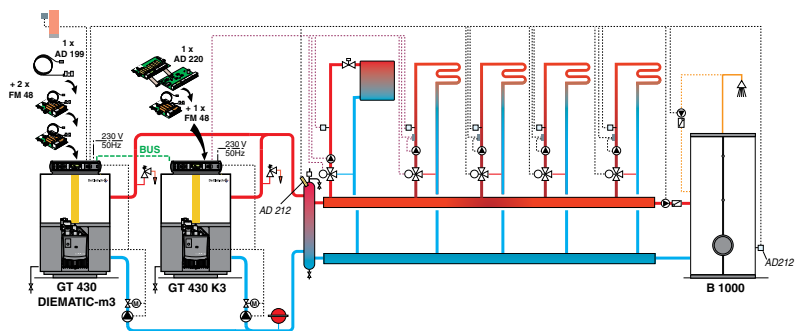 1 x
AD 199
+ 2 x
FM 48
1 x
AD 220
+ 1 x
FM 48
230 V
50Hz
BUS
230 V
50Hz
AD 212
M
M
GT 430
DIEMATIC-m3
GT 430 K3
B 1000
AD212